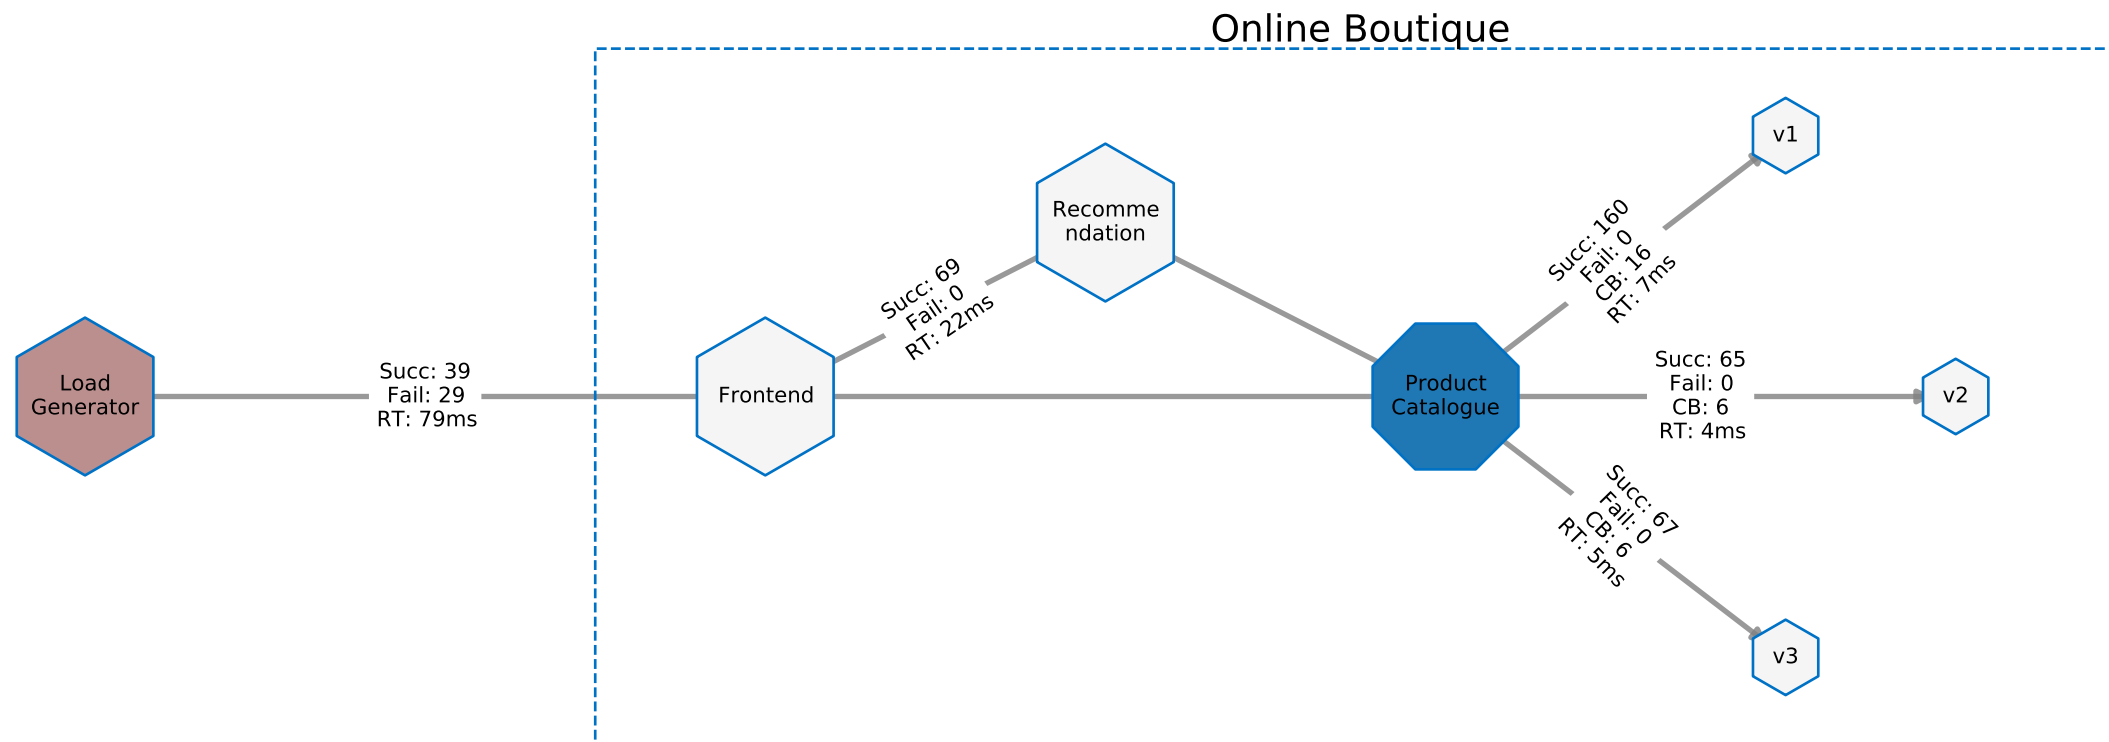 Online Boutique
Load
Generator
Succ: 39
Fail: 29
RT: 79ms
Frontend
Succ: 69
Fail: 0
RT: 22ms
Recomme
ndation
Product
Catalogue
Succ: 160
Fail: 0
CB: 16
RT: 7ms
v1
Succ: 65
Fail: 0
CB: 6
RT: 4ms
v2
Succ: 67
Fail: 0
CB: 6
RT: 5ms
v3